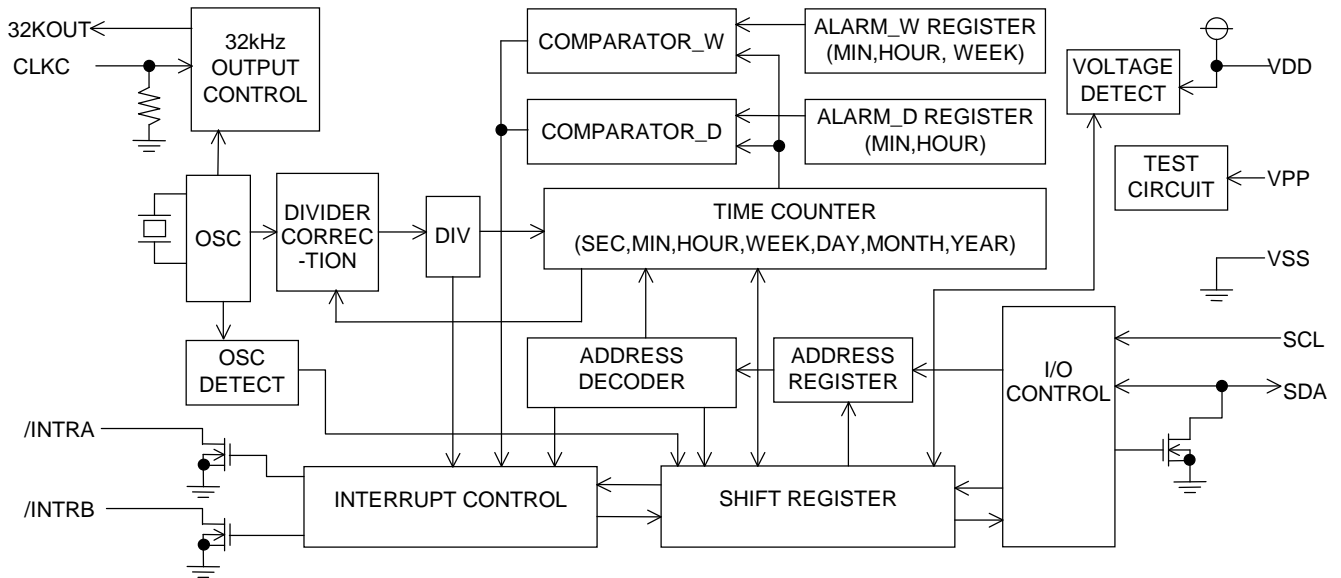 32KOUT
CLKC
32kHz
OUTPUT
CONTROL
COMPARATOR_W
ALARM_W REGISTER
(MIN,HOUR, WEEK)
VOLTAGE
DETECT
VDD
COMPARATOR_D
ALARM_D REGISTER
(MIN,HOUR)
TEST
CIRCUIT
VPP
OSC
DIVIDER
CORREC
-TION
DIV
TIME COUNTER
(SEC,MIN,HOUR,WEEK,DAY,MONTH,YEAR)
VSS
OSC
DETECT
ADDRESS
DECODER
ADDRESS
REGISTER
I/O
CONTROL
SCL
SDA
/INTRA
/INTRB
INTERRUPT CONTROL
SHIFT REGISTER